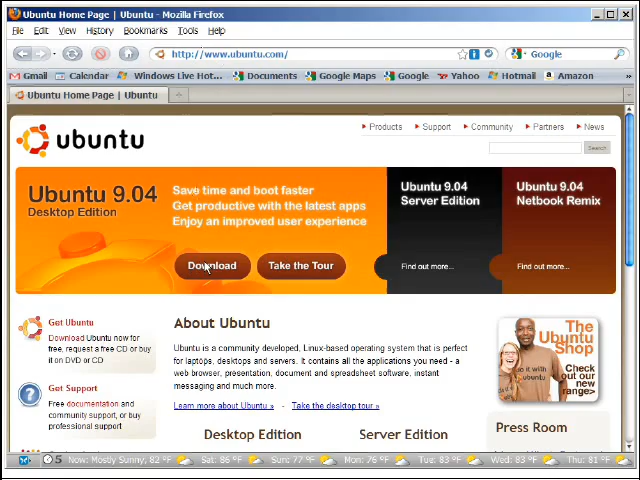 Ubuntu Home Page | Ubuntu - Mozilla Firefox
File Edit View History Bookmarks Tools Help
http://www.ubuntu.com/
Google
Gmail Calendar Windows Live Hot... Documents Google Maps Google Yahoo Hotmail Amazon
Ubuntu Home Page | Ubuntu
Products Support Community Partners News
ubuntu
Search
Ubuntu 9.04
Desktop Edition
Save time and boot faster
Get productive with the latest apps
Enjoy an improved user experience
Download Take the Tour
Ubuntu 9.04
Server Edition
Find out more...
Ubuntu 9.04
Netbook Remix
Find out more...
Get Ubuntu
Download Ubuntu now for
free, request a free CD or buy
it on DVD or CD
Get Support
Free documentation and
community support, or buy
professional support
About Ubuntu
Ubuntu is a community developed, Linux-based operating system that is perfect
for laptops, desktops and servers. It contains all the applications you need - a
web browser, presentation, document and spreadsheet software, instant
messaging and much more.
Learn more about Ubuntu » - Take the desktop tour »
Desktop Edition Server Edition
The
Ubuntu
Shop
Check
out our
new
range>
do it with
ubuntu
Press Room
5 Now: Mostly Sunny, 82 °F Sat: 86 °F Sun: 77 °F Mon: 76 °F Tue: 83 °F Wed: 83 °F Thu: 81 °F